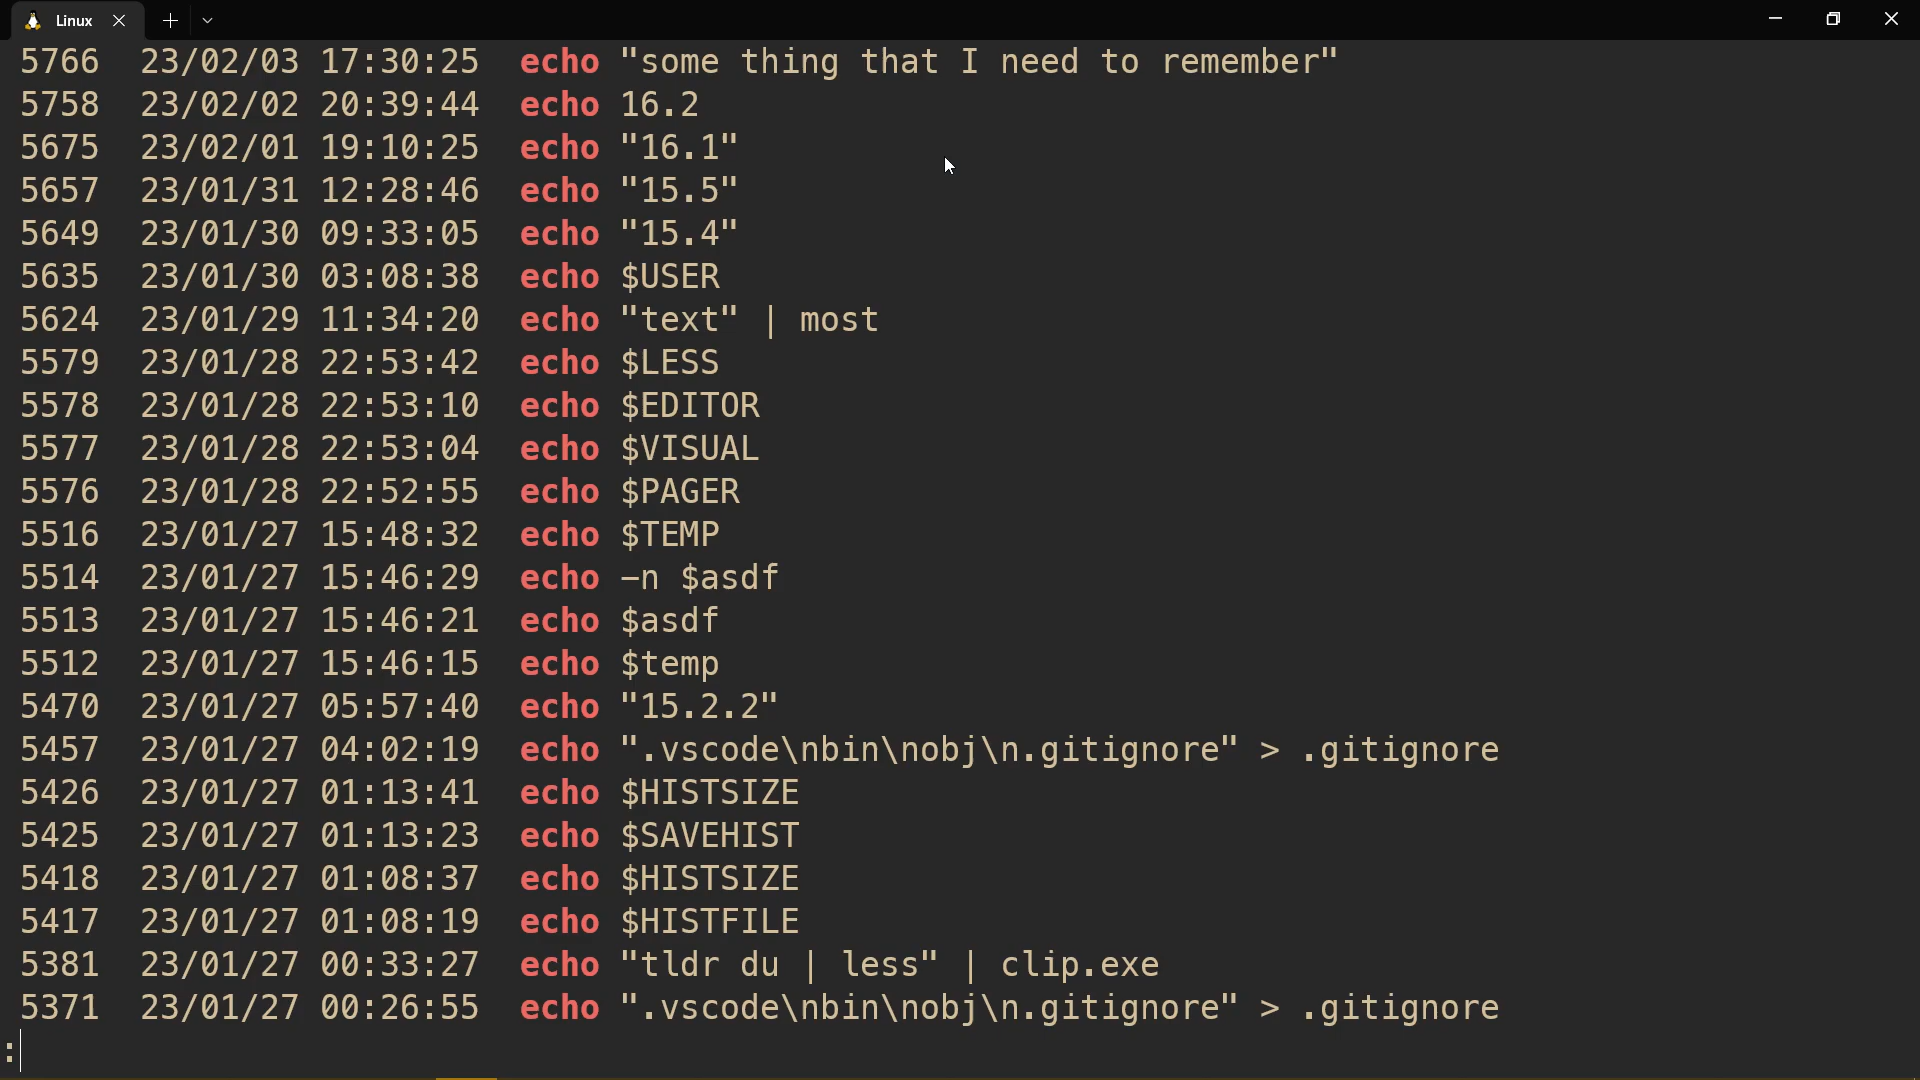 Linux
5766  23/02/03 17:30:25  echo "some thing that I need to remember"
5758  23/02/02 20:39:44  echo 16.2
5675  23/02/01 19:10:25  echo "16.1"
5657  23/01/31 12:28:46  echo "15.5"
5649  23/01/30 09:33:05  echo "15.4"
5635  23/01/30 03:08:38  echo $USER
5624  23/01/29 11:34:20  echo "text" | most
5579  23/01/28 22:53:42  echo $LESS
5578  23/01/28 22:53:10  echo $EDITOR
5577  23/01/28 22:53:04  echo $VISUAL
5576  23/01/28 22:52:55  echo $PAGER
5516  23/01/27 15:48:32  echo $TEMP
5514  23/01/27 15:46:29  echo -n $asdf
5513  23/01/27 15:46:21  echo $asdf
5512  23/01/27 15:46:15  echo $temp
5470  23/01/27 05:57:40  echo "15.2.2"
5457  23/01/27 04:02:19  echo ".vscode\nbin\nobj\n.gitignore" > .gitignore
5426  23/01/27 01:13:41  echo $HISTSIZE
5425  23/01/27 01:13:23  echo $SAVEHIST
5418  23/01/27 01:08:37  echo $HISTSIZE
5417  23/01/27 01:08:19  echo $HISTFILE
5381  23/01/27 00:33:27  echo "tldr du | less" | clip.exe
5371  23/01/27 00:26:55  echo ".vscode\nbin\nobj\n.gitignore" > .gitignore
: